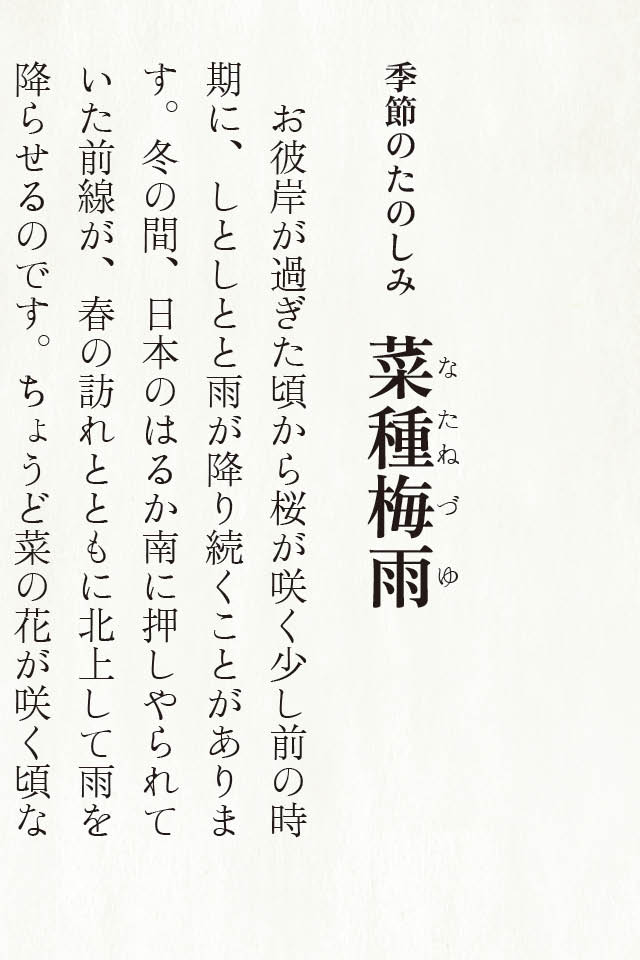 季節のたのしみ 菜種梅雨
なたねづゆ
お彼岸が過ぎた頃から桜が咲く少し前の時
期に、しとしとと雨が降り続くことがありま
す。冬の間、日本のはるか南に押しやられて
いた前線が、春の訪れとともに北上して雨を
降らせるのです。ちょうど菜の花が咲く頃な